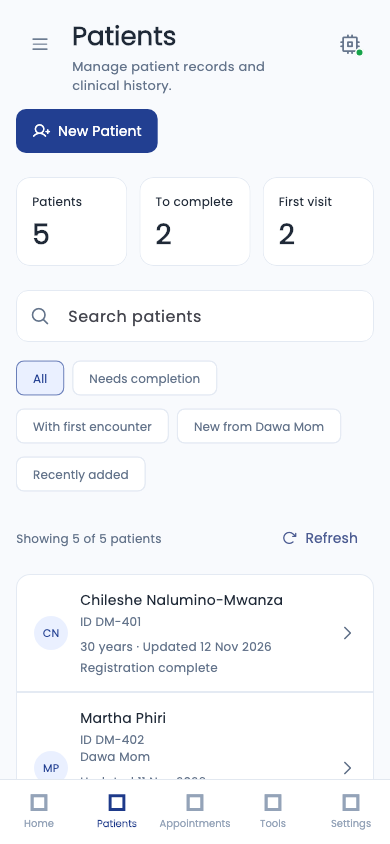 Patients
Manage patient records and
clinical history.
New Patient
Patients
To complete
First visit
5
2
2
Search patients
All
Needs completion
With first encounter
New from Dawa Mom
Recently added
Showing 5 of 5 patients
Refresh
Chileshe Nalumino-Mwanza
ID DM-401
CN
30 years · Updated 12 Nov 2026
Registration complete
Martha Phiri
ID DM-402
Dawa Mom
MP
Home
Patients
Appointments
Tools
Settings